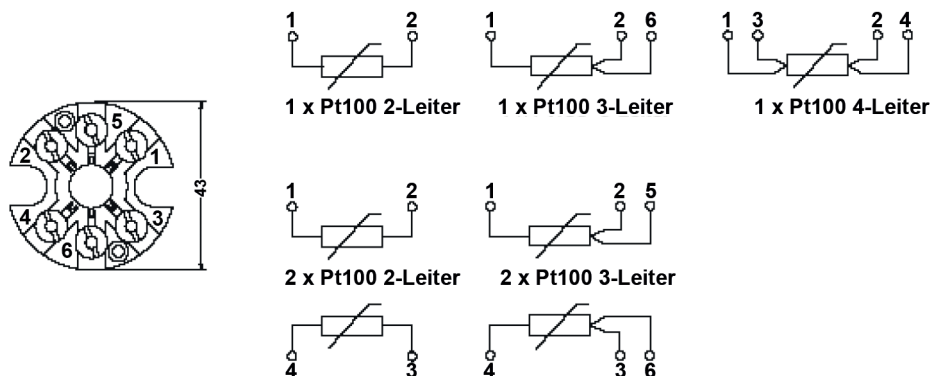 1 2
1 2 6
1 3 2 4
1 x Pt100 2-Leiter
1 x Pt100 3-Leiter
1 x Pt100 4-Leiter
5
2 1
4 3
6
43
1 2
1 2 5
2 x Pt100 2-Leiter
2 x Pt100 3-Leiter
4 3
4 3 6